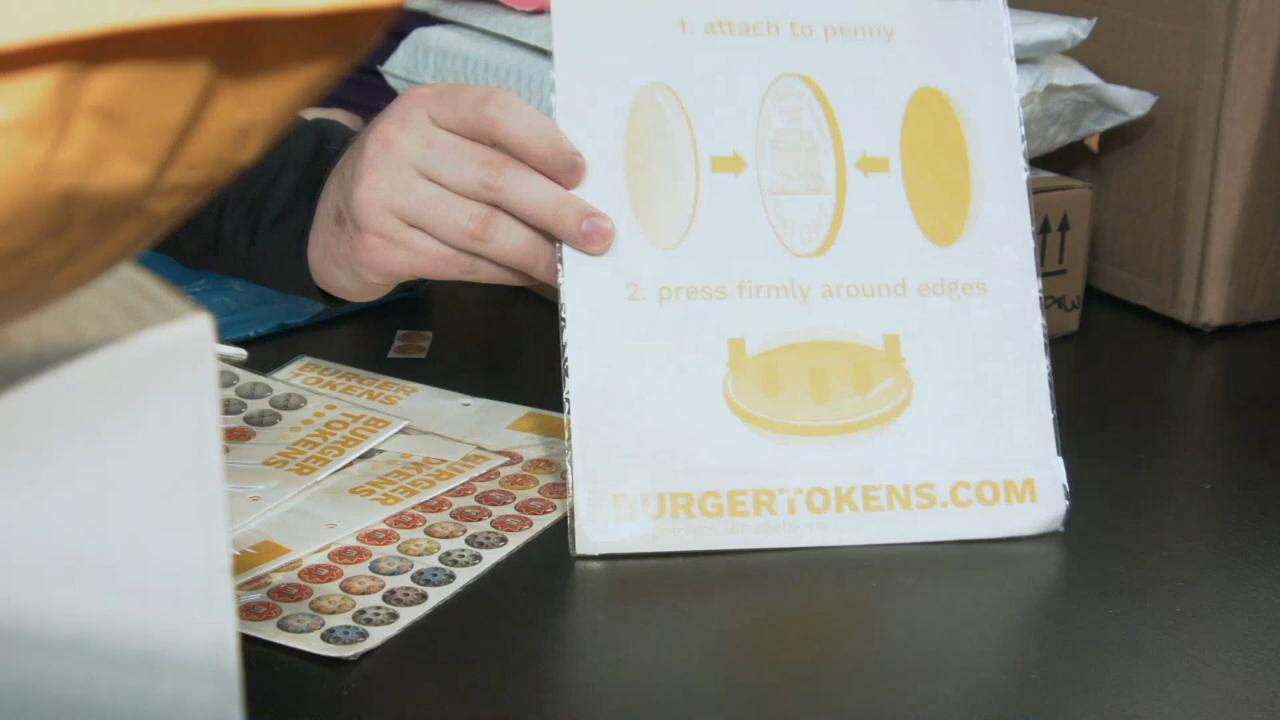 1. attach to penny
2. press firmly around edges
BURGERTOKENS.COM
BURGER
TOKENS
BURGER
TOKENS
BURGER
TOKENS